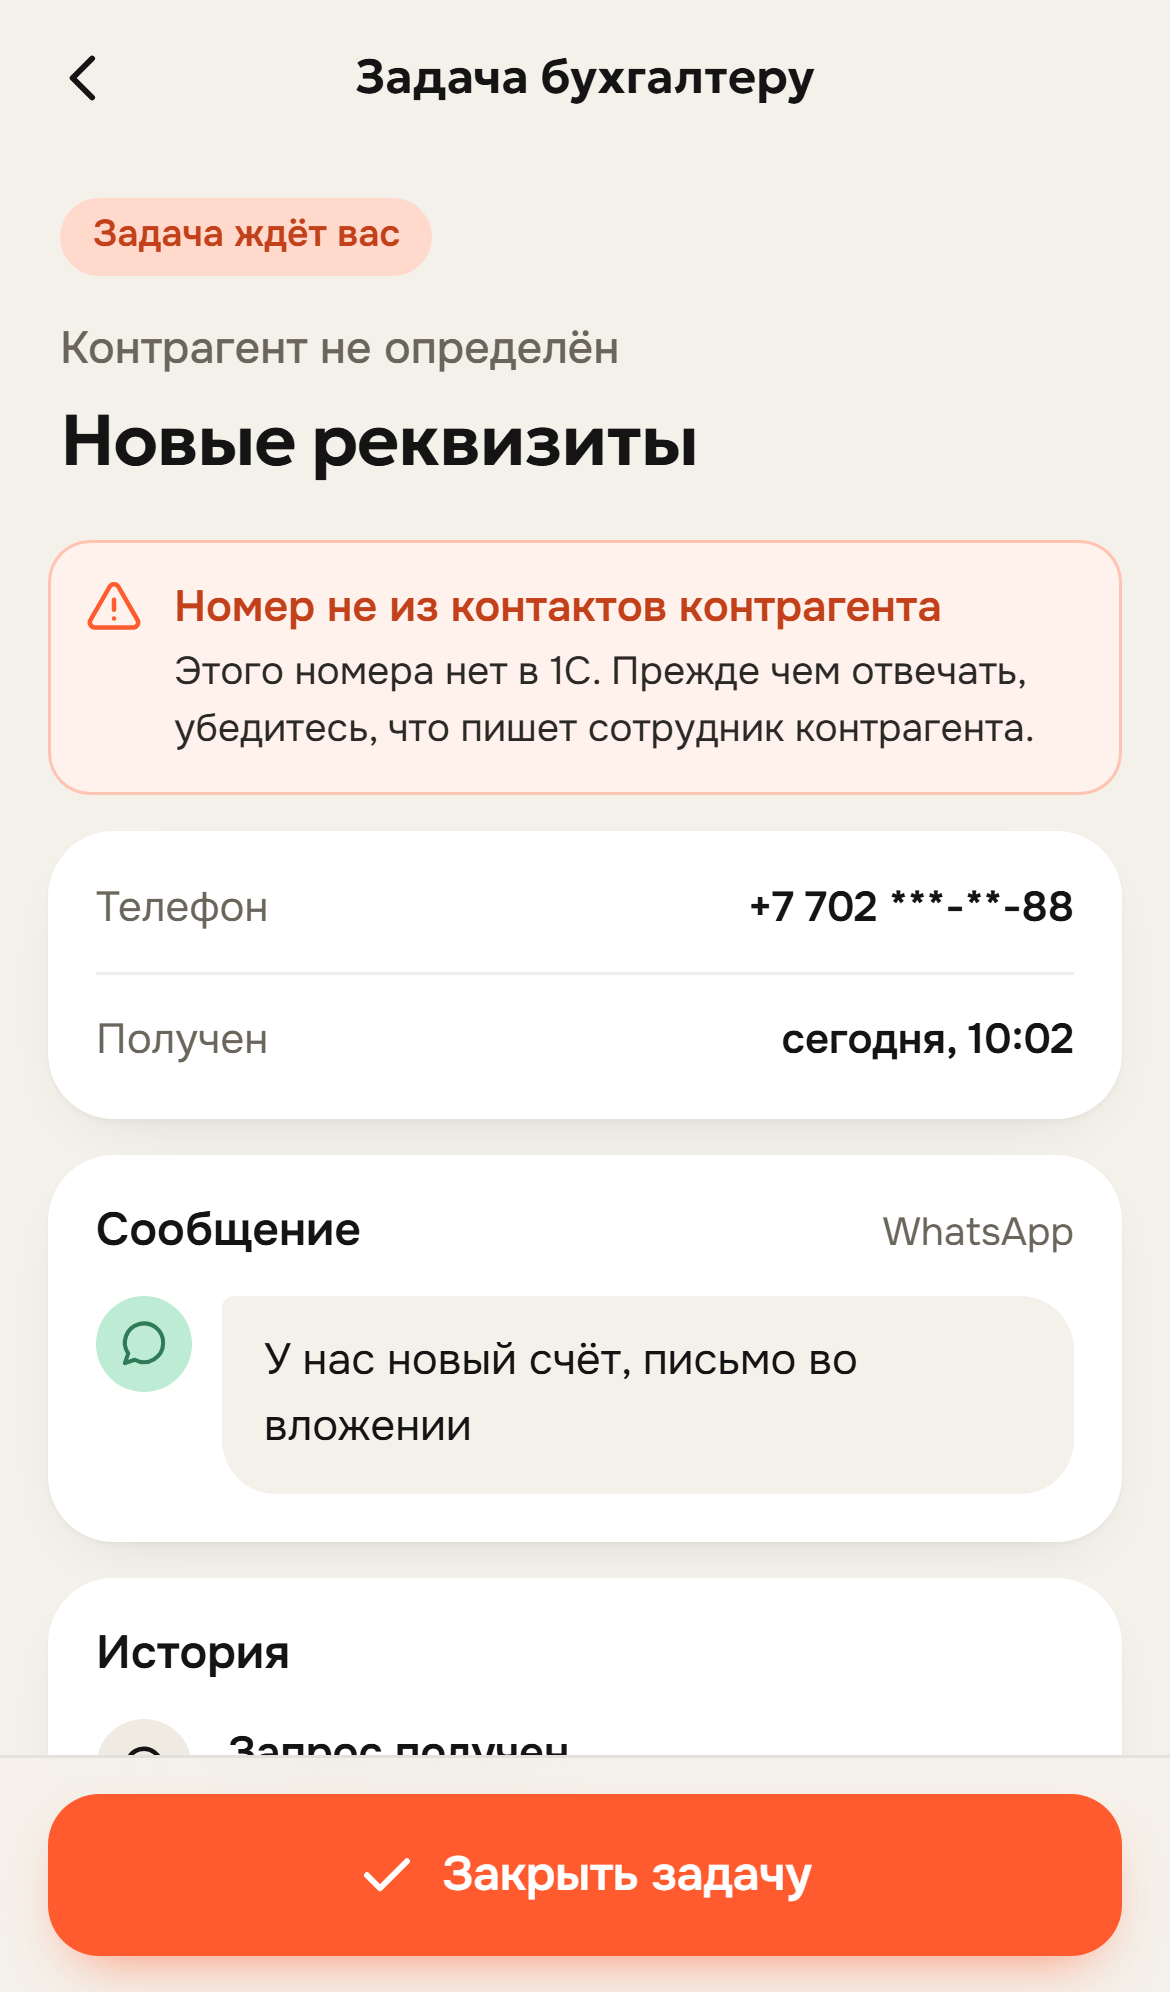 Задача бухгалтеру
Задача ждёт вас
Контрагент не определён
Новые реквизиты
Номер не из контактов контрагента
Этого номера нет в 1С. Прежде чем отвечать,
убедитесь, что пишет сотрудник контрагента.
Телефон +7 702 ***-**-88
Получен сегодня, 10:02
Сообщение WhatsApp
У нас новый счёт, письмо во
вложении
История
Запрос получен
Закрыть задачу